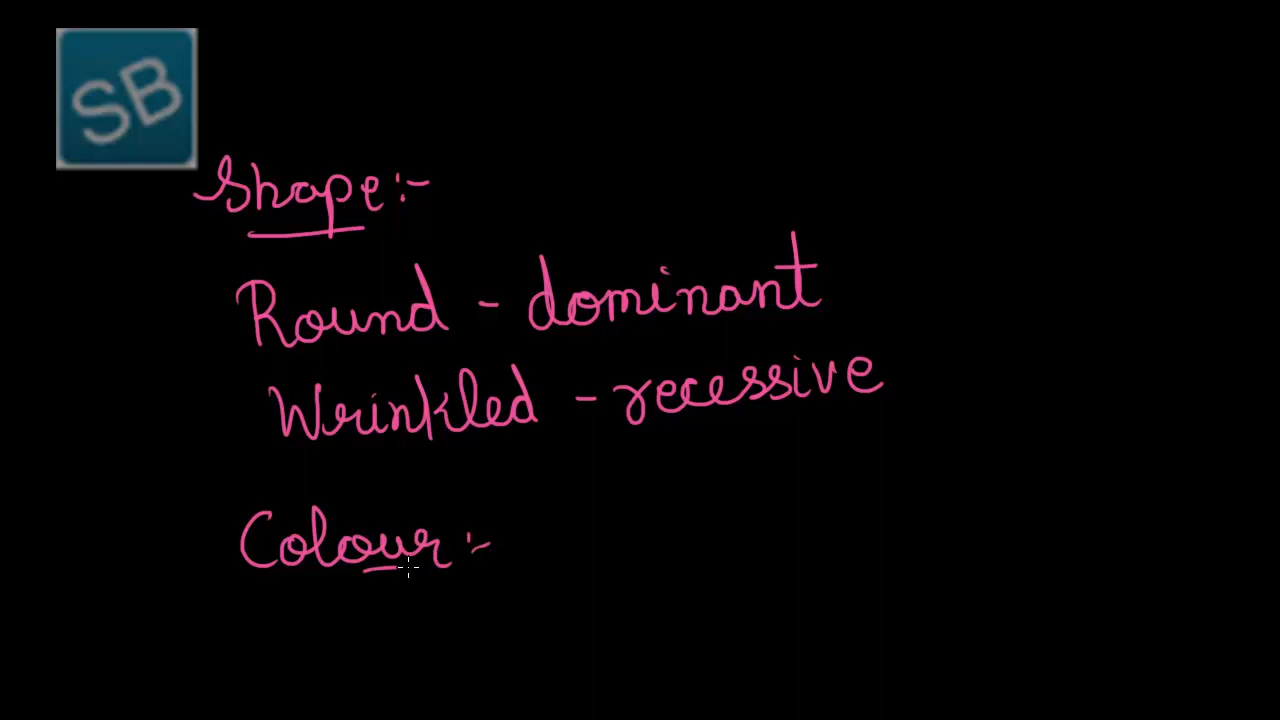 SB
Shape:-
Round - dominant
Wrinkled - recessive
Colour:-